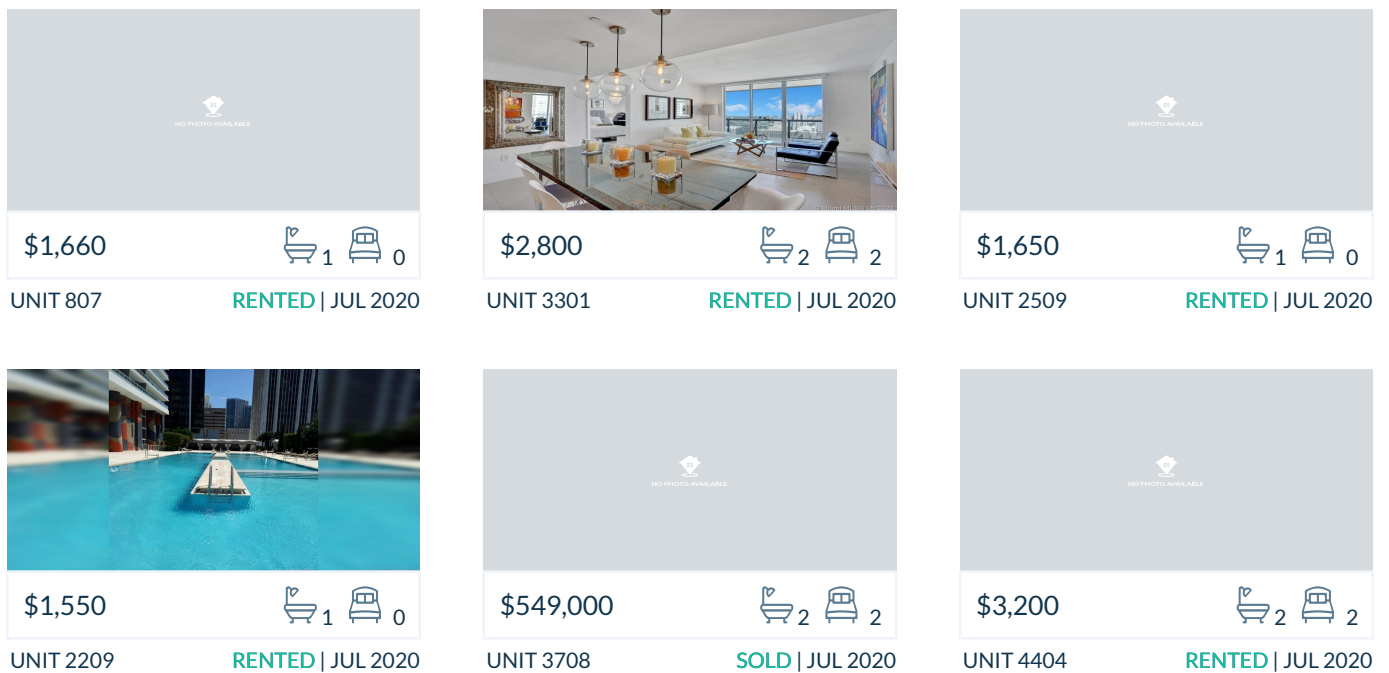 NO PHOTO AVAILABLE
NO PHOTO AVAILABLE
$1,660 1 0
$2,800 2 2
$1,650 1 0
UNIT 807 RENTED | JUL 2020
UNIT 3301 RENTED | JUL 2020
UNIT 2509 RENTED | JUL 2020
NO PHOTO AVAILABLE
NO PHOTO AVAILABLE
$1,550 1 0
$549,000 2 2
$3,200 2 2
UNIT 2209 RENTED | JUL 2020
UNIT 3708 SOLD | JUL 2020
UNIT 4404 RENTED | JUL 2020